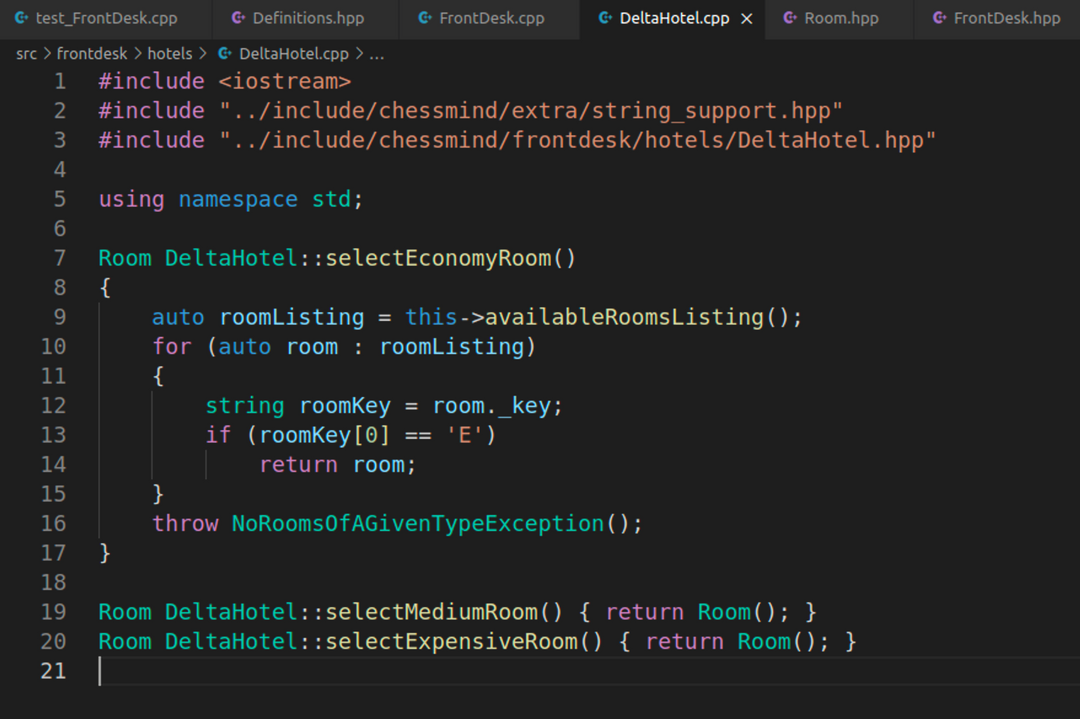 test_FrontDesk.cpp Definitions.hpp FrontDesk.cpp DeltaHotel.cpp × Room.hpp FrontDesk.hpp
src > frontdesk > hotels > DeltaHotel.cpp > ...
1 #include <iostream>
2 #include "../include/chessmind/extra/string_support.hpp"
3 #include "../include/chessmind/frontdesk/hotels/DeltaHotel.hpp"
4
5 using namespace std;
6
7 Room DeltaHotel::selectEconomyRoom()
8 {
9     auto roomListing = this->availableRoomsListing();
10     for (auto room : roomListing)
11     {
12         string roomKey = room._key;
13         if (roomKey[0] == 'E')
14             return room;
15     }
16     throw NoRoomsOfAGivenTypeException();
17 }
18
19 Room DeltaHotel::selectMediumRoom() { return Room(); }
20 Room DeltaHotel::selectExpensiveRoom() { return Room(); }
21